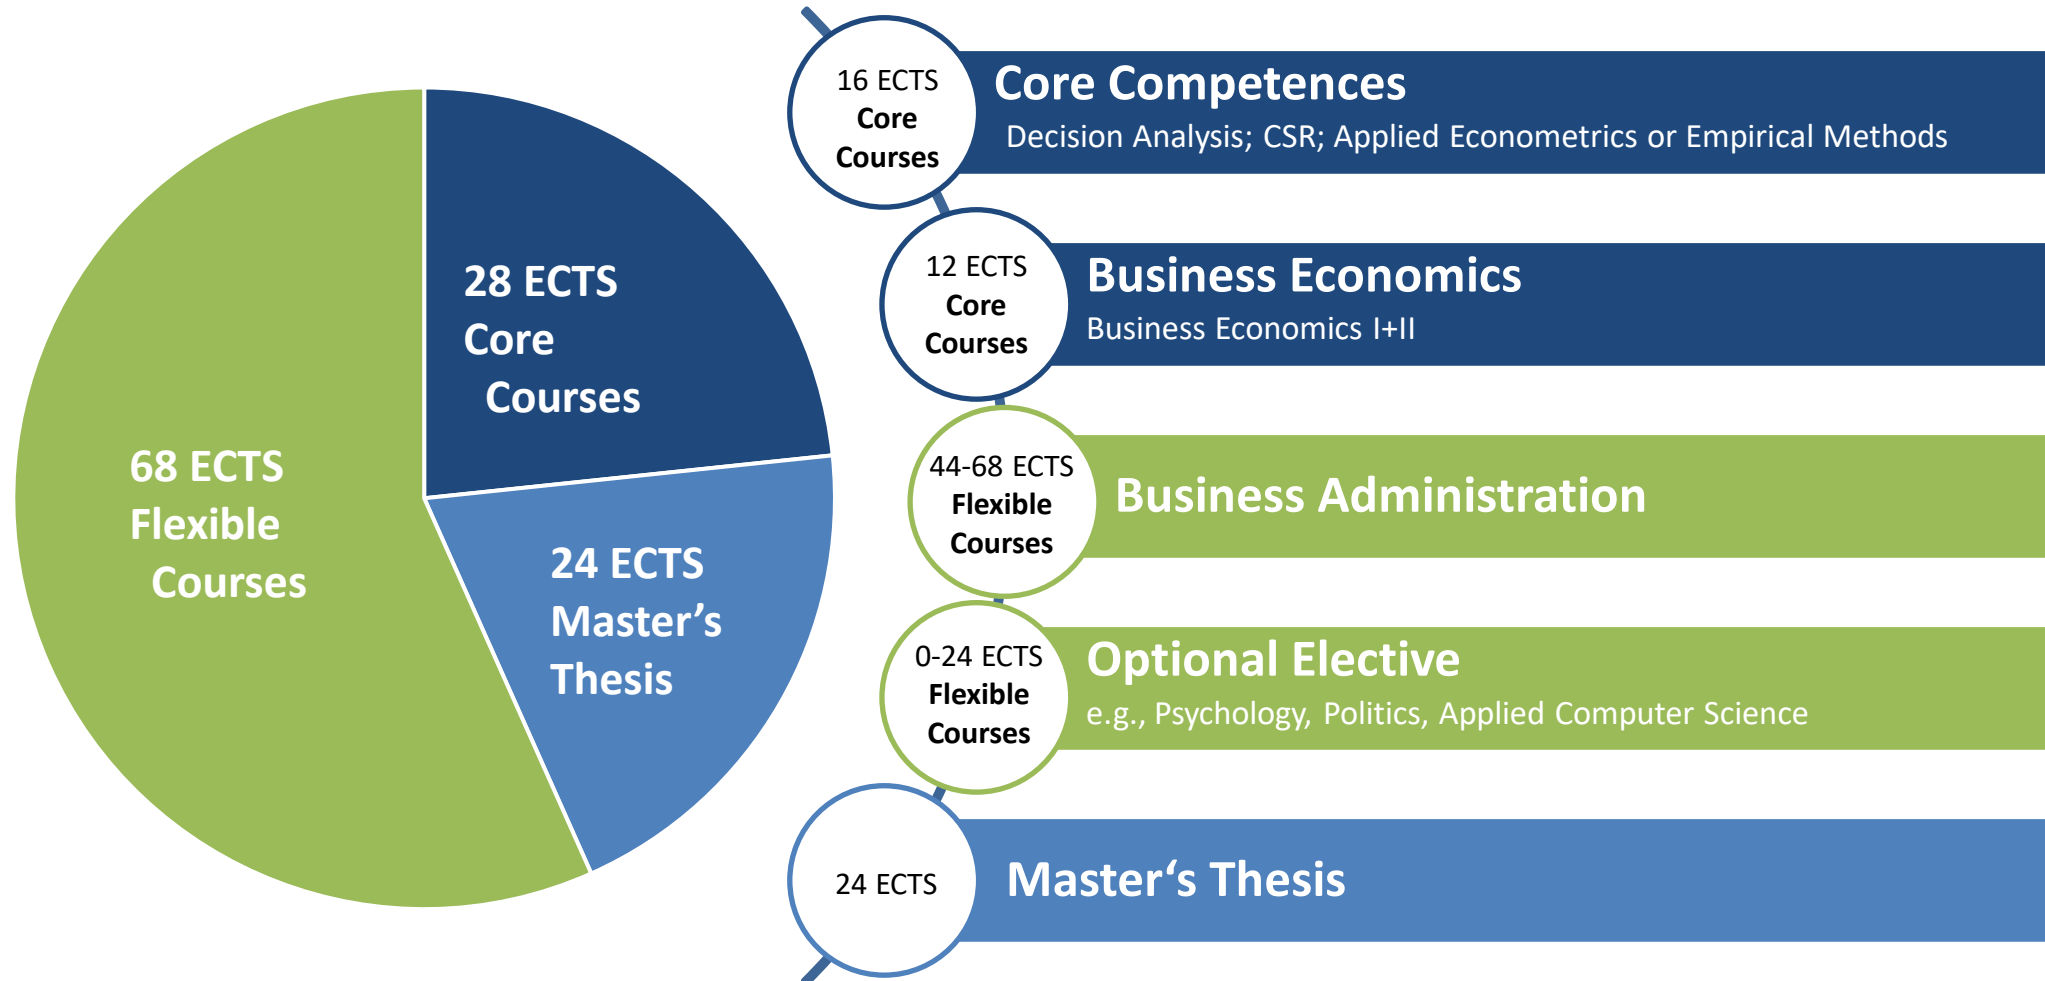 28 ECTS
Core
Courses
68 ECTS
Flexible
Courses
24 ECTS
Master’s
Thesis
16 ECTS
Core
Courses
Core Competences
Decision Analysis; CSR; Applied Econometrics or Empirical Methods
12 ECTS
Core
Courses
Business Economics
Business Economics I+II
44-68 ECTS
Flexible
Courses
Business Administration
0-24 ECTS
Flexible
Courses
Optional Elective
e.g., Psychology, Politics, Applied Computer Science
24 ECTS
Master‘s Thesis